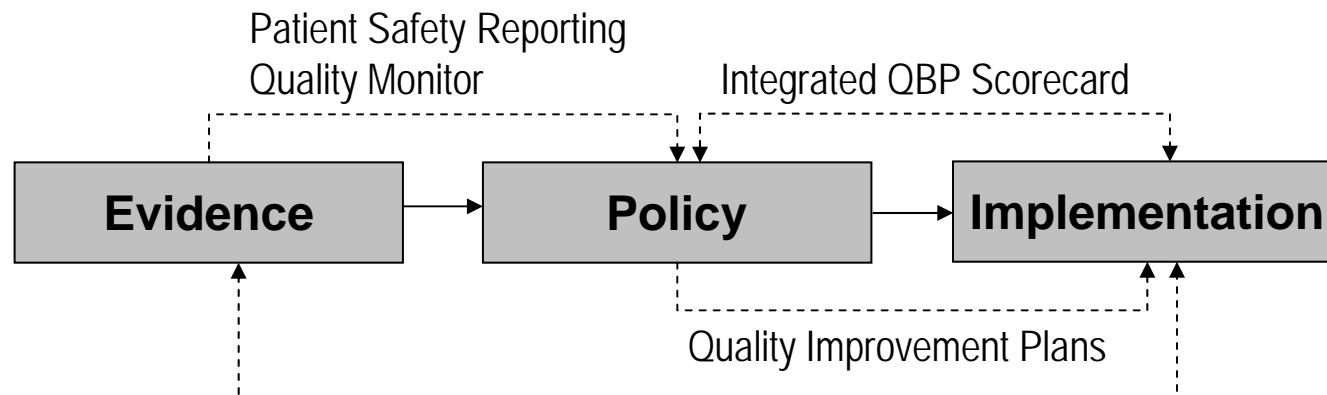 Patient Safety Reporting
Quality Monitor
Integrated QBP Scorecard
Evidence
Policy
Implementation
Quality Improvement Plans